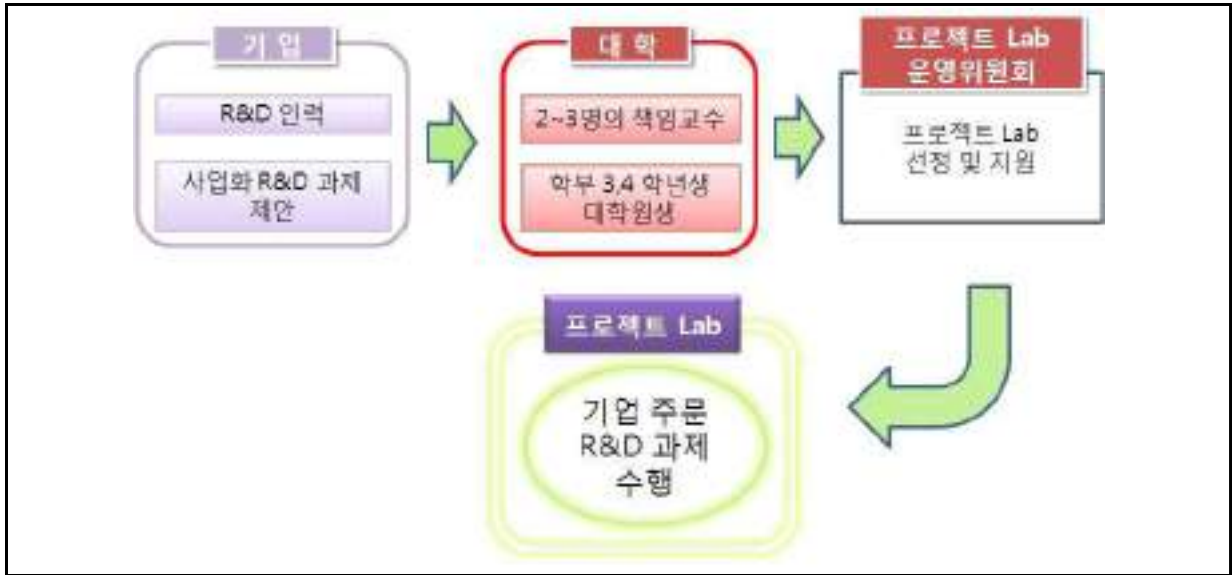 기 업
R&D 인력
사업화 R&D 과제
제안
대 학
2~3명의 책임교수
학부 3,4 학년생
대학원생
프로젝트 Lab
운영위원회
프로젝트 Lab
선정 및 지원
프로젝트 Lab
기업 주문
R&D 과제
수행